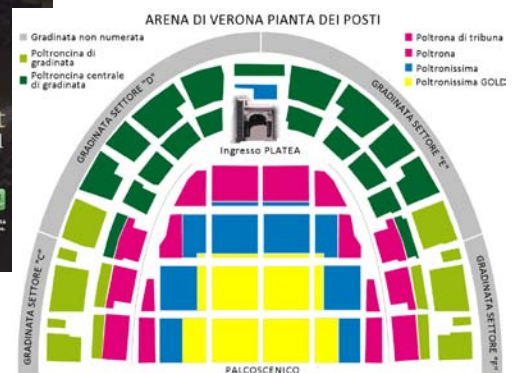 ARENA DI VERONA PIANTA DEI POSTI
Gradinata non numerata
Poltroncina di
gradinata
Poltroncina centrale
di gradinata
Poltrona di tribuna
Poltrona
Poltronissima
Poltronissima GOLD
GRADINATA SETTORE "D"
GRADINATA SETTORE "E"
Ingresso PLATEA
GRADINATA SETTORE "C"
GRADINATA SETTORE "F"
PALCOSCENICO